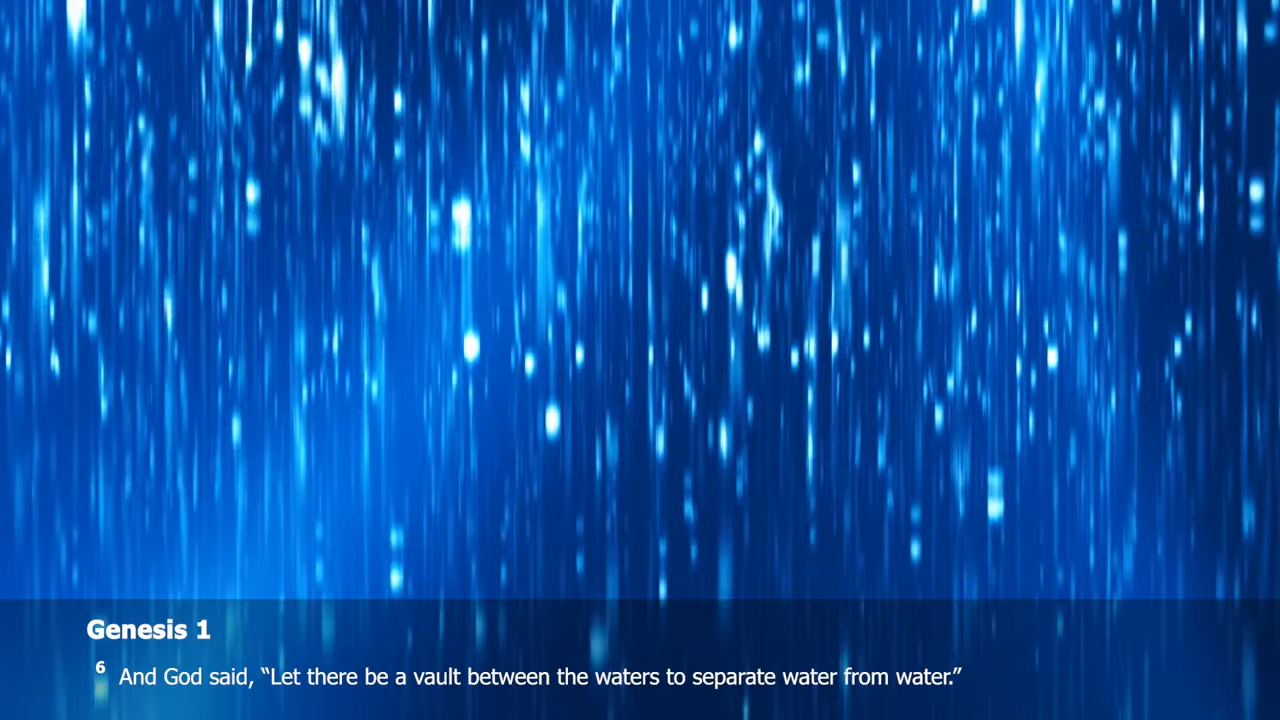 Genesis 1
6 And God said, “Let there be a vault between the waters to separate water from water.”